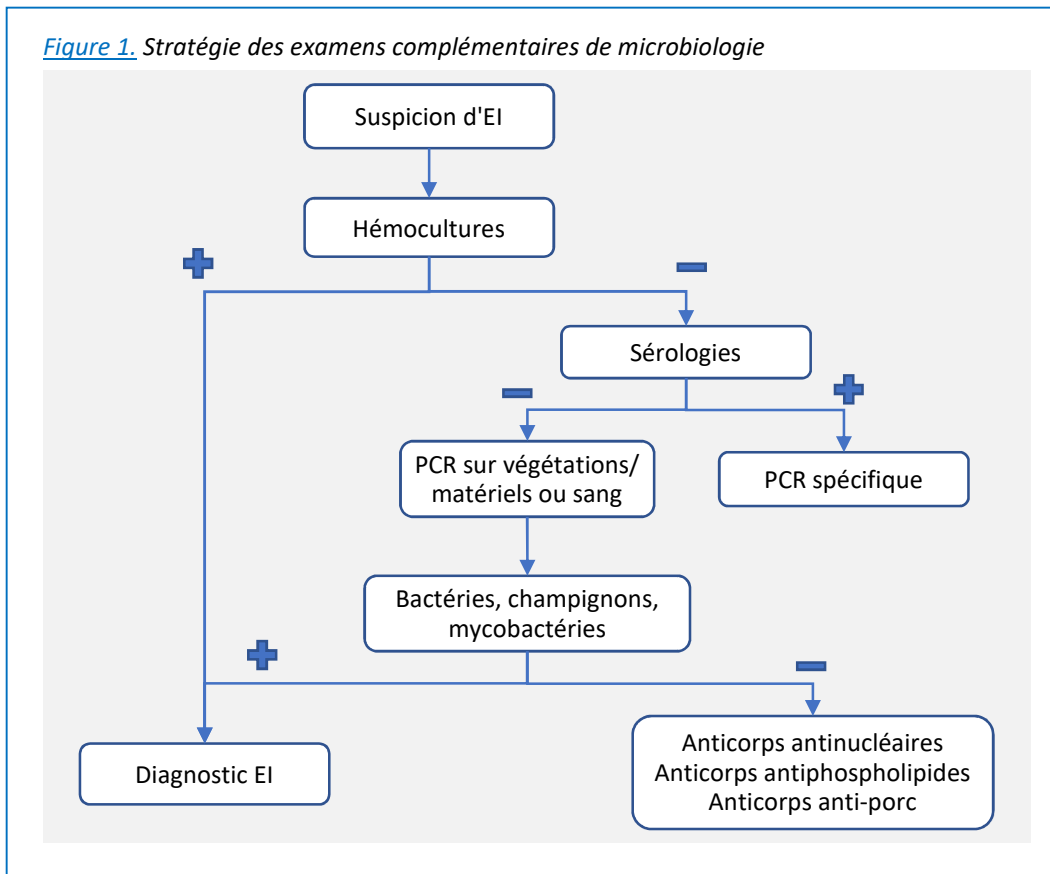 Figure 1. Stratégie des examens complémentaires de microbiologie
Suspicion d'EI
Hémocultures
Sérologies
PCR sur végétations/
matériels ou sang
PCR spécifique
Bactéries, champignons,
mycobactéries
Diagnostic EI
Anticorps antinucléaires
Anticorps antiphospholipides
Anticorps anti-porc